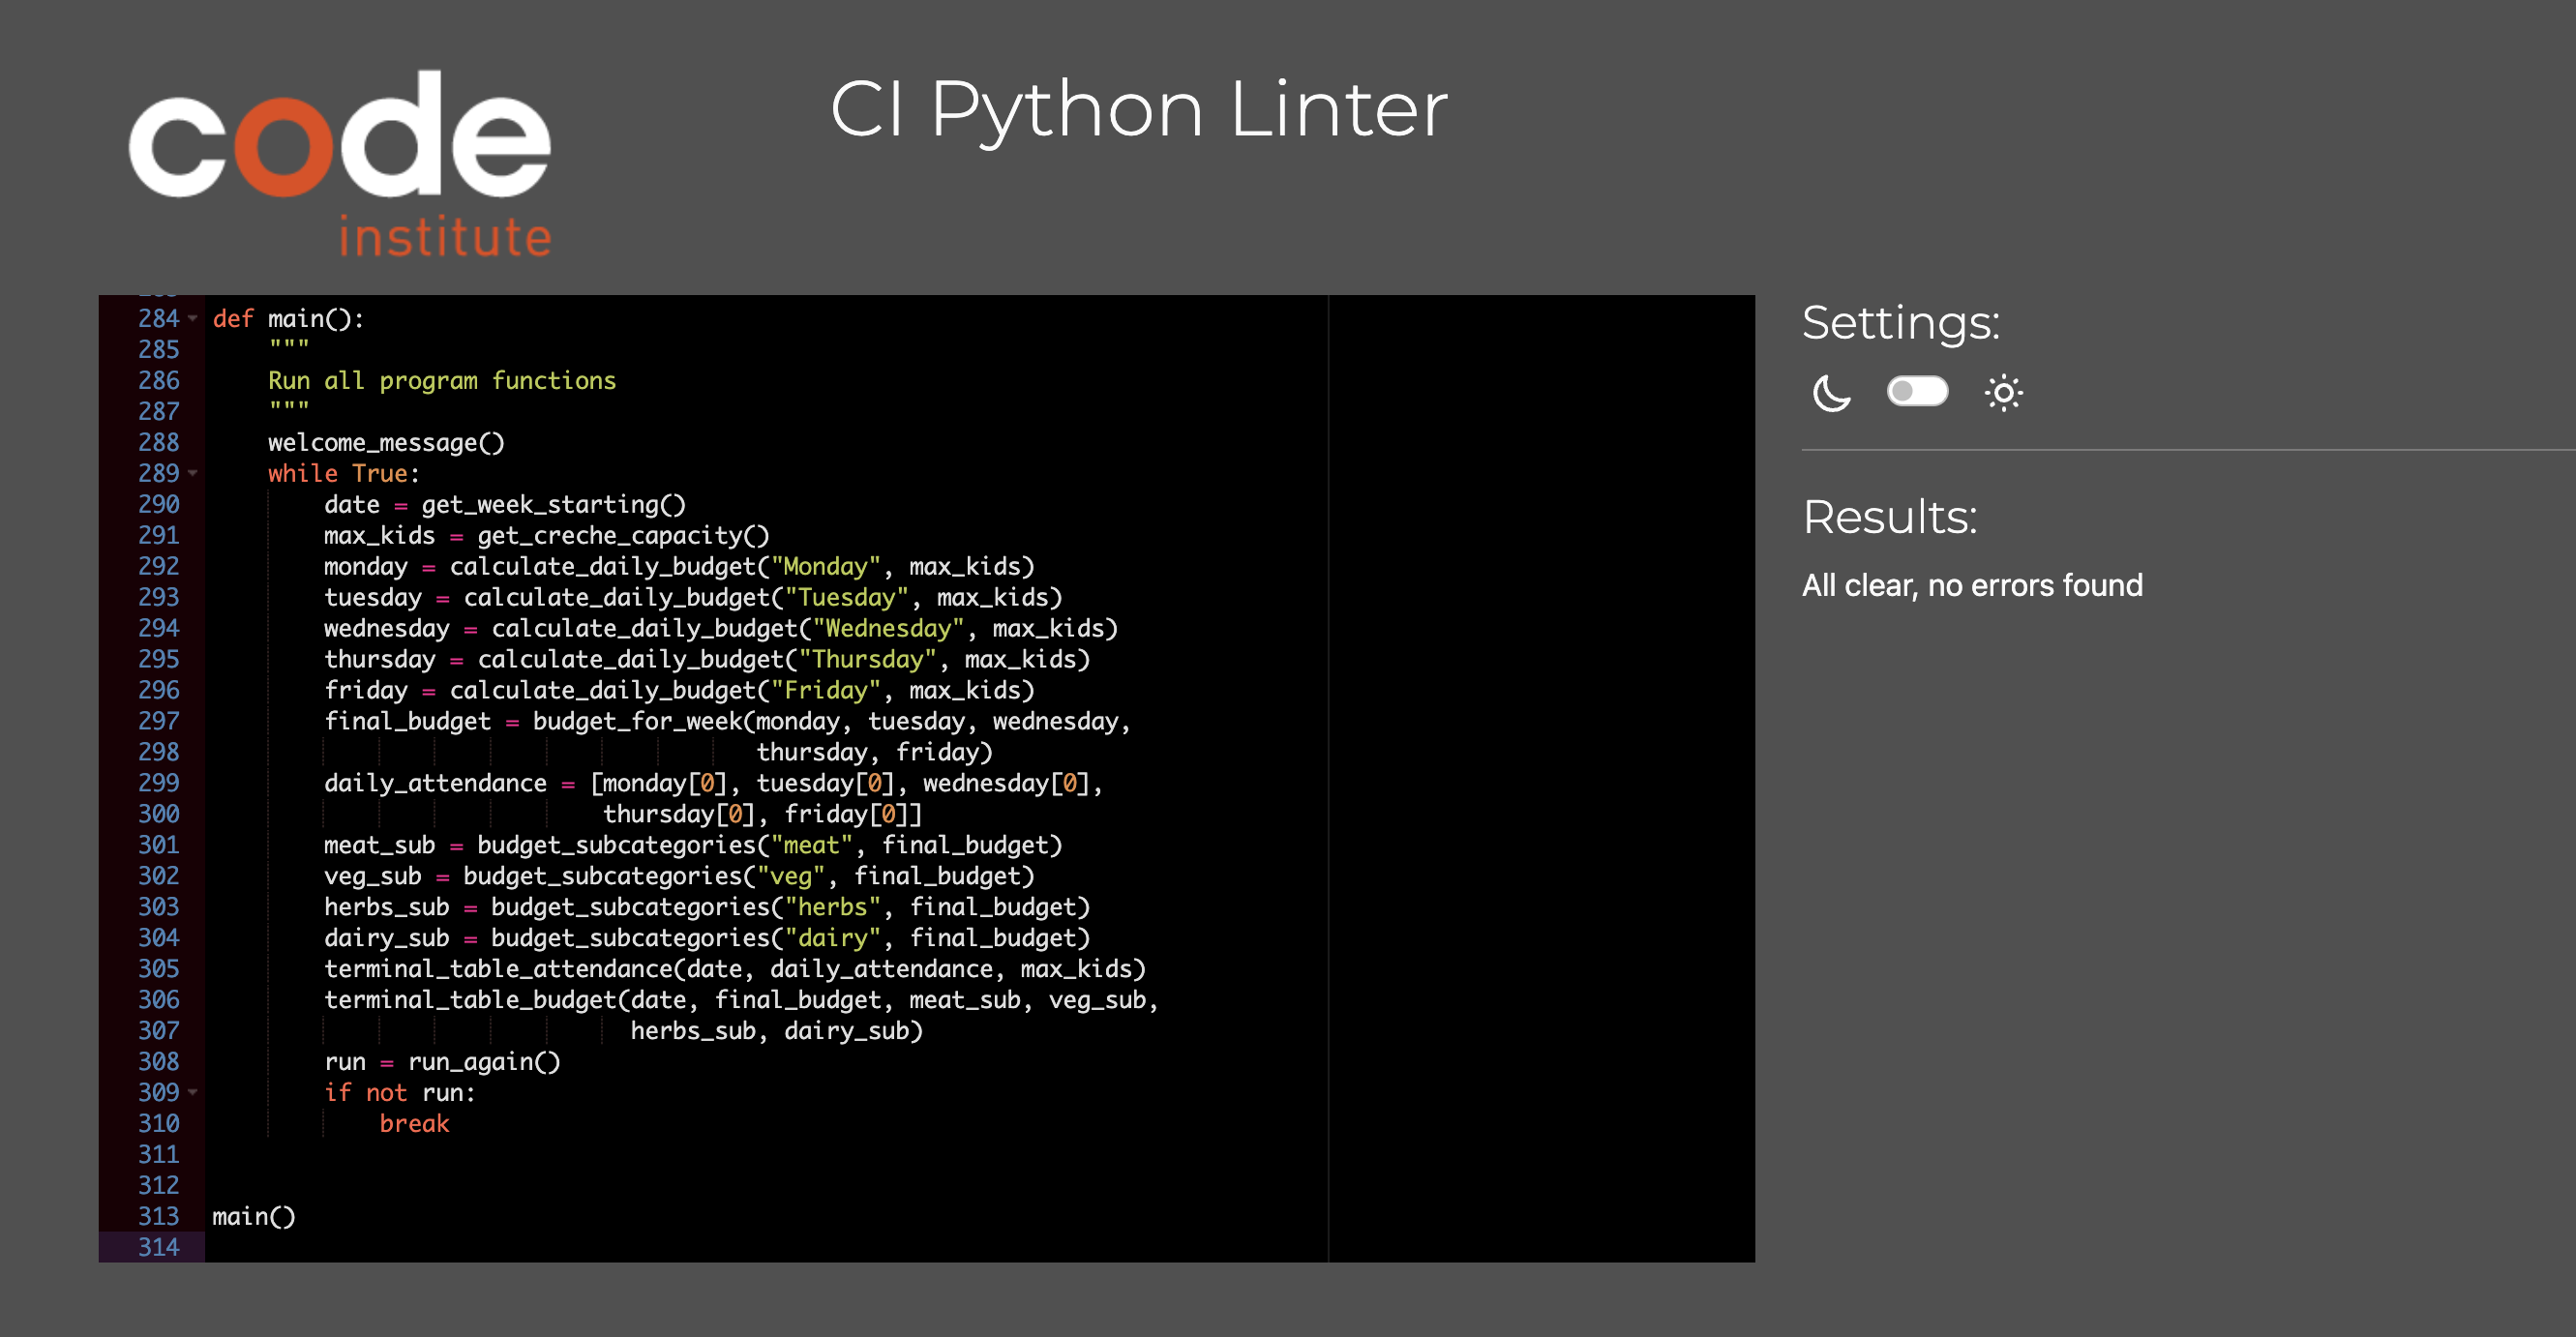 code
institute
CI Python Linter
284 def main():
285     """
286     Run all program functions
287     """
288     welcome_message()
289     while True:
290         date = get_week_starting()
291         max_kids = get_creche_capacity()
292         monday = calculate_daily_budget("Monday", max_kids)
293         tuesday = calculate_daily_budget("Tuesday", max_kids)
294         wednesday = calculate_daily_budget("Wednesday", max_kids)
295         thursday = calculate_daily_budget("Thursday", max_kids)
296         friday = calculate_daily_budget("Friday", max_kids)
297         final_budget = budget_for_week(monday, tuesday, wednesday,
298                                        thursday, friday)
299         daily_attendance = [monday[0], tuesday[0], wednesday[0],
300                             thursday[0], friday[0]]
301         meat_sub = budget_subcategories("meat", final_budget)
302         veg_sub = budget_subcategories("veg", final_budget)
303         herbs_sub = budget_subcategories("herbs", final_budget)
304         dairy_sub = budget_subcategories("dairy", final_budget)
305         terminal_table_attendance(date, daily_attendance, max_kids)
306         terminal_table_budget(date, final_budget, meat_sub, veg_sub,
307                               herbs_sub, dairy_sub)
308         run = run_again()
309         if not run:
310             break
311
312
313 main()
314
Settings:
Results:
All clear, no errors found